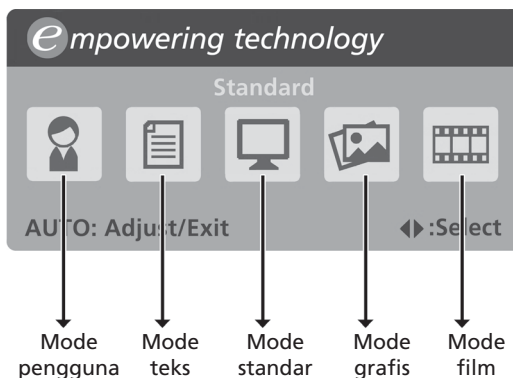 empowering technology
Standard
AUTO: Adjust/Exit :Select
Mode Mode Mode Mode Mode
pengguna teks standar grafis film